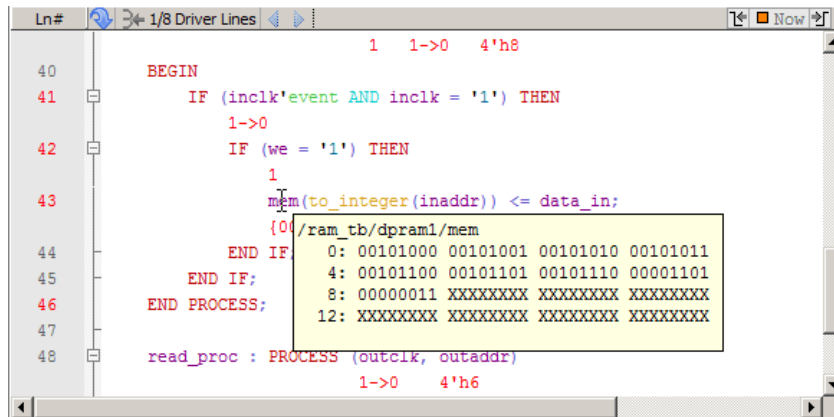 Ln# 1/8 Driver Lines Now
1 1->0 4'h8
40 BEGIN
41 IF (inclk'event AND inclk = '1') THEN
1->0
42 IF (we = '1') THEN
1
43 mem(to_integer(inaddr)) <= data_in;
{00
/ram_tb/dpram1/mem
44 END IF;
0: 00101000 00101001 00101010 00101011
45 END IF;
4: 00101100 00101101 00101110 00001101
46 END PROCESS;
8: 00000011 XXXXXXXX XXXXXXXX XXXXXXXX
12: XXXXXXXX XXXXXXXX XXXXXXXX XXXXXXXX
47
48 read_proc : PROCESS (outclk, outaddr)
1->0 4'h6